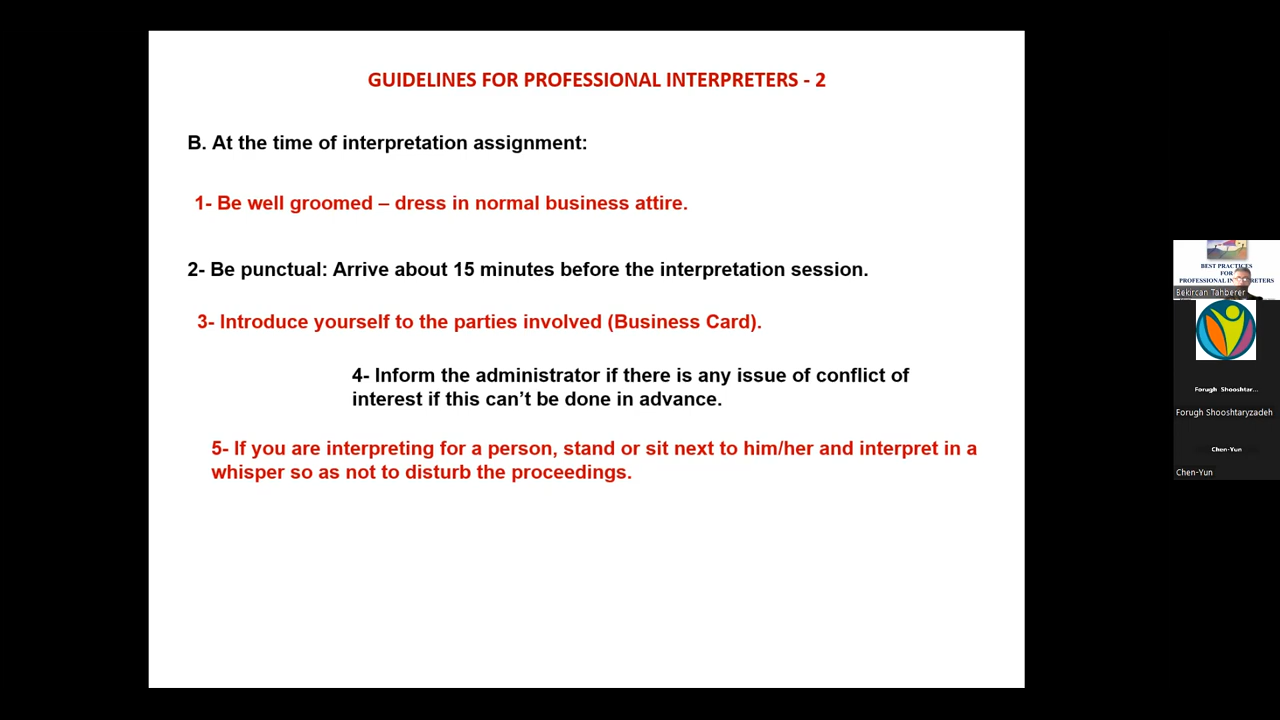 GUIDELINES FOR PROFESSIONAL INTERPRETERS - 2
B. At the time of interpretation assignment:
1- Be well groomed – dress in normal business attire.
2- Be punctual: Arrive about 15 minutes before the interpretation session.
3- Introduce yourself to the parties involved (Business Card).
4- Inform the administrator if there is any issue of conflict of
interest if this can’t be done in advance.
5- If you are interpreting for a person, stand or sit next to him/her and interpret in a
whisper so as not to disturb the proceedings.
BEST PRACTICES
FOR
PROFESSIONAL
Bekircan Tahberer
Forugh Shooshtar...
Forugh Shooshtaryzadeh
Chen-Yun
Chen-Yun